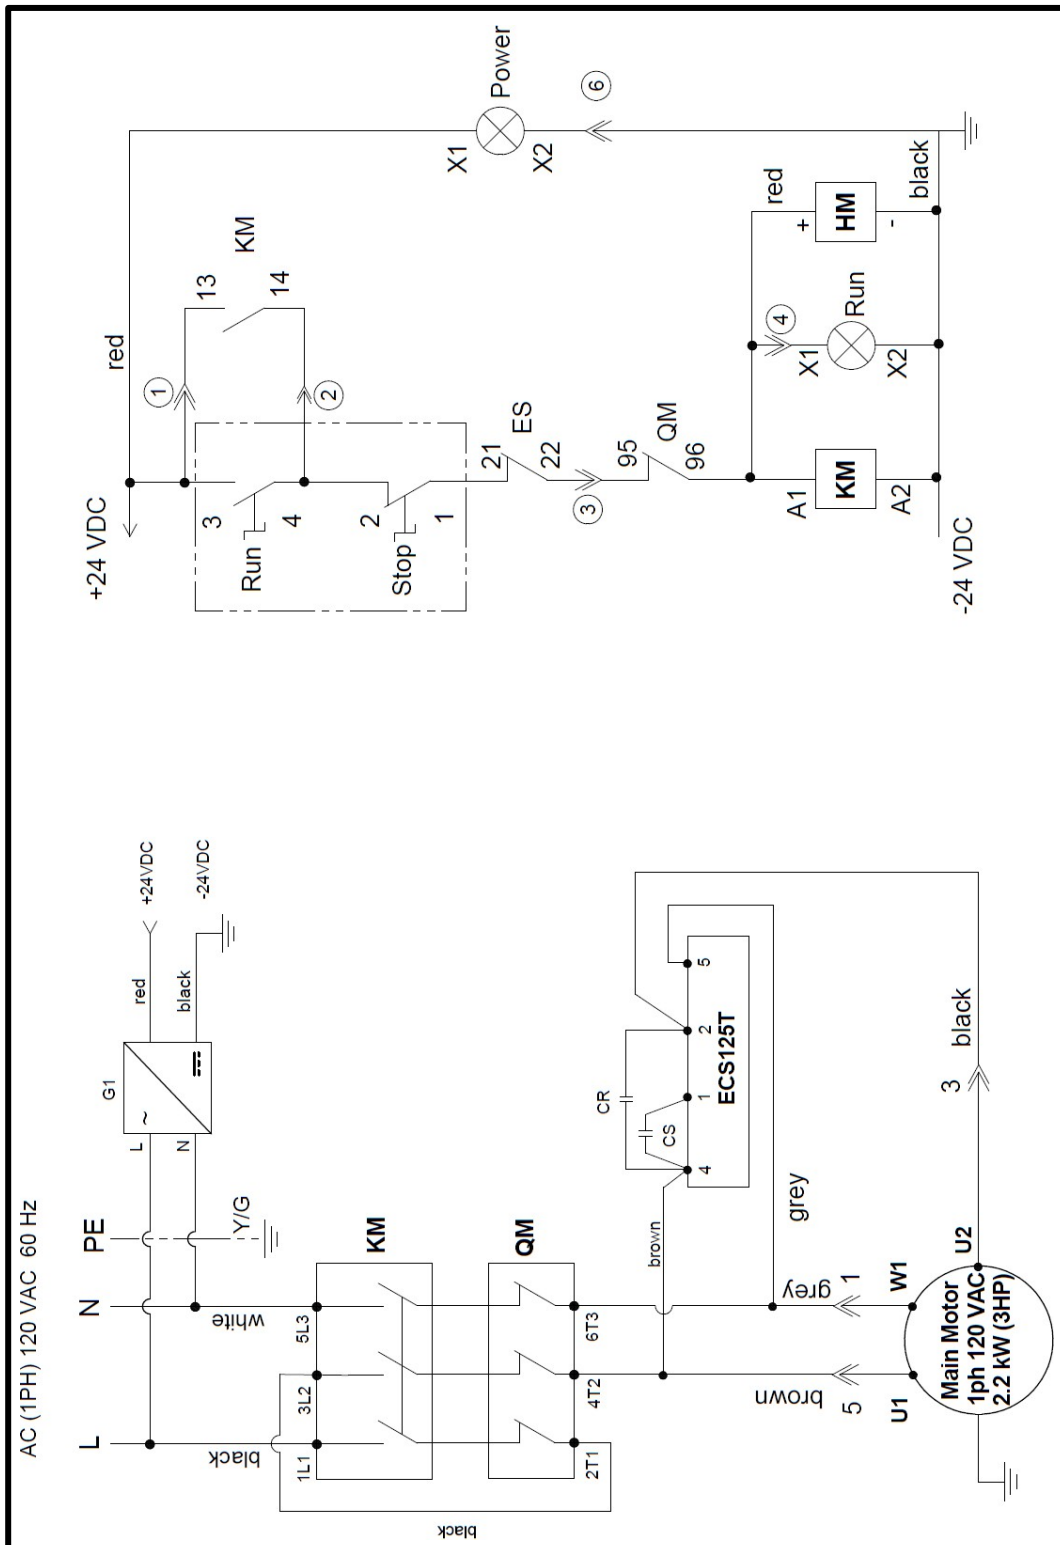 AC (1PH) 120 VAC 60 Hz
L
N
PE
black
white
Y/G
L
N
G1
~
red
black
+24VDC
-24VDC
1L1
3L2
5L3
KM
QM
2T1
4T2
6T3
black
brown
CR
CS
4
1
2
5
ECS125T
grey
brown
grey
5
1
3
black
U1
W1
U2
Main Motor
1ph 120 VAC
2.2 kW (3HP)
+24 VDC
red
1
13
KM
14
2
Run
3
4
Stop
2
1
21
ES
22
3
95
QM
96
Power
X1
X2
6
A1
KM
A2
4
X1
Run
X2
red
+
HM
-
black
-24 VDC